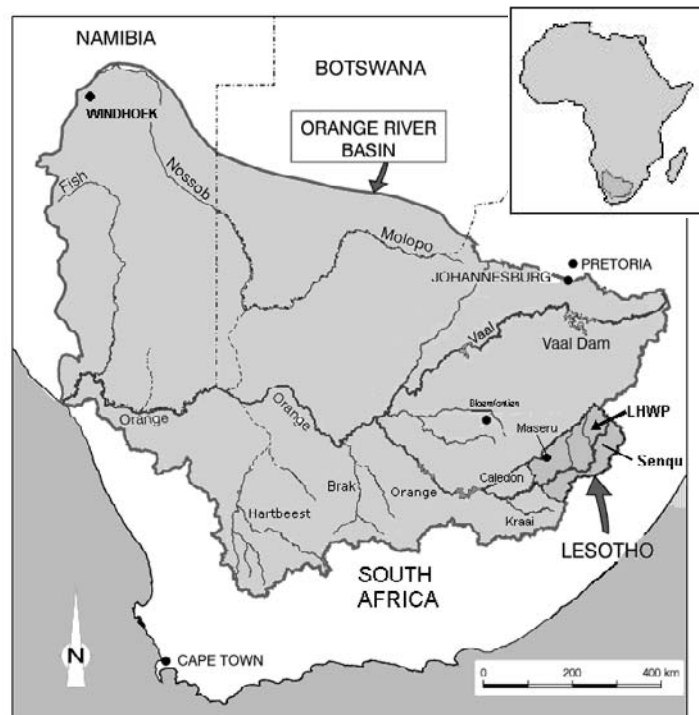 NAMIBIA
BOTSWANA
WINDHOEK
ORANGE RIVER
BASIN
Fish
Nossob
Molopo
PRETORIA
JOHANNESBURG
Vaal
Vaal Dam
Bloemfontien
LHWP
Maseru
Senqu
Orange
Orange
Caledon
Brak
Orange
Hartbeest
Kraai
LESOTHO
SOUTH
AFRICA
N
CAPE TOWN
0 200 400 km